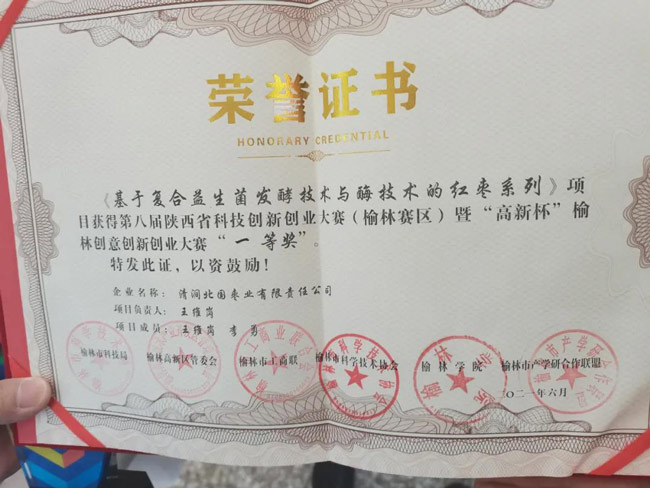 荣誉证书
HONORARY CREDENTIAL
《基于复合益生菌发酵技术与酶技术的红枣系列》项
目获得第八届陕西省科技创新创业大赛（榆林赛区）暨“高新杯”榆
林创意创新创业大赛“一等奖”。
特发此证，以资鼓励！
企业名称：清涧北国枣业有限责任公司
项目负责人：王维岗
项目成员：王维岗 李勇
榆林市科技局 榆林高新区管委会 榆林市工商联 榆林市科学技术协会 榆林学院 榆林市产学研合作联盟
二〇二一年六月